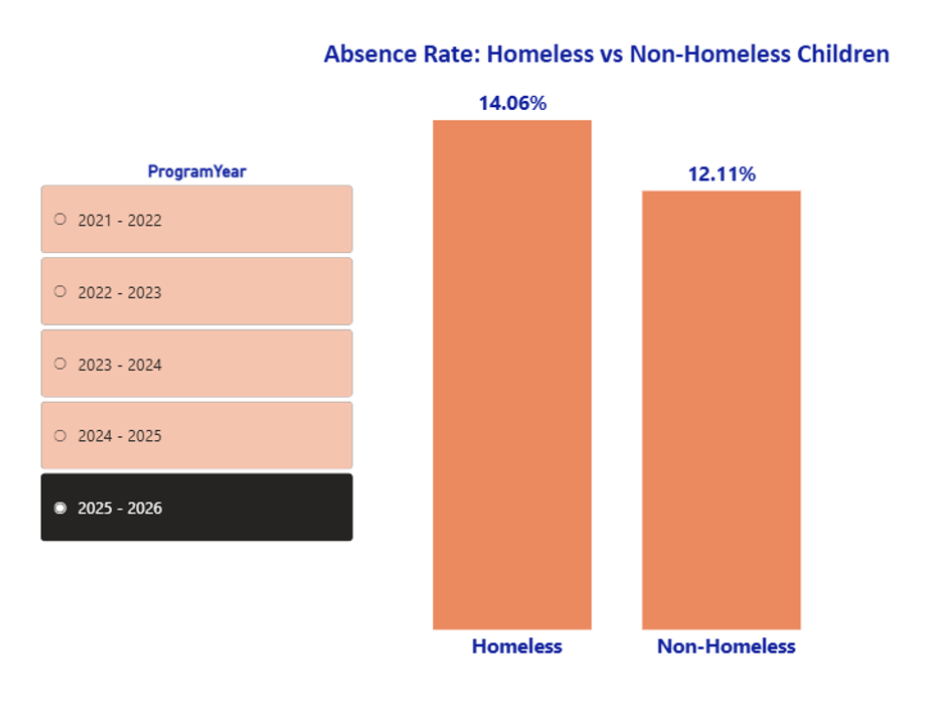 Absence Rate: Homeless vs Non-Homeless Children
14.06%
12.11%
ProgramYear
2021 - 2022
2022 - 2023
2023 - 2024
2024 - 2025
2025 - 2026
Homeless
Non-Homeless